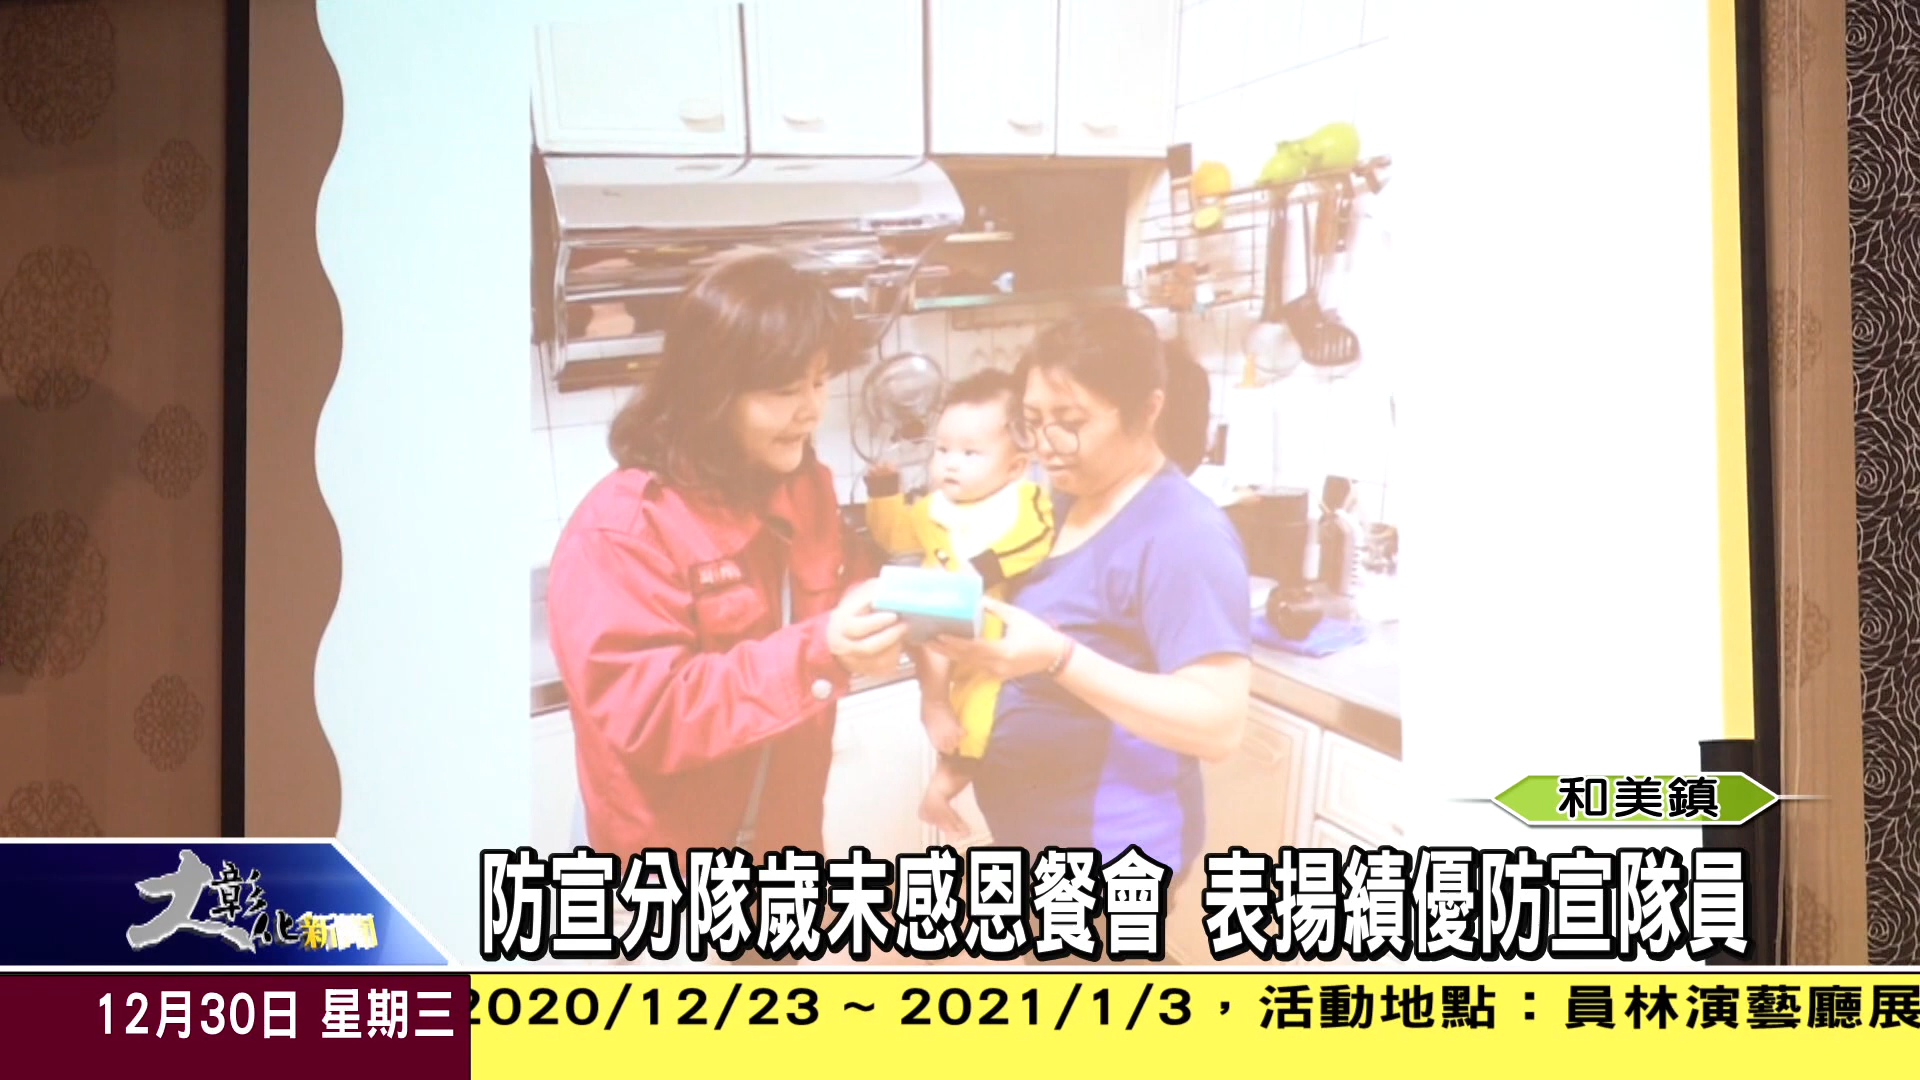 和美鎮
防宣分隊歲末感恩餐會 表揚績優防宣隊員
大彰化新聞
12月30日 星期三
2020/12/23 ~ 2021/1/3，活動地點：員林演藝廳展